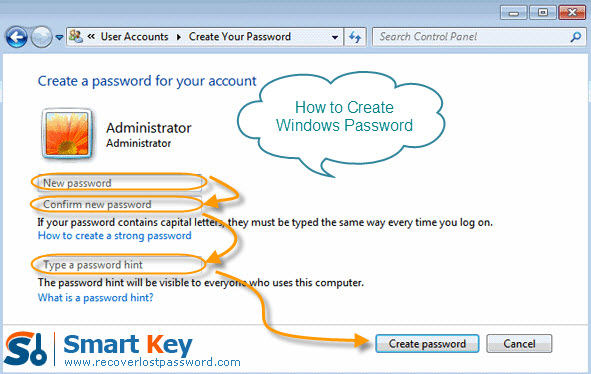 « User Accounts ▸ Create Your Password
Search Control Panel
Create a password for your account
How to Create
Windows Password
Administrator
Administrator
New password
Confirm new password
If your password contains capital letters, they must be typed the same way every time you log on.
How to create a strong password
Type a password hint
The password hint will be visible to everyone who uses this computer.
What is a password hint?
Create password
Cancel
Smart Key
www.recoverlostpassword.com